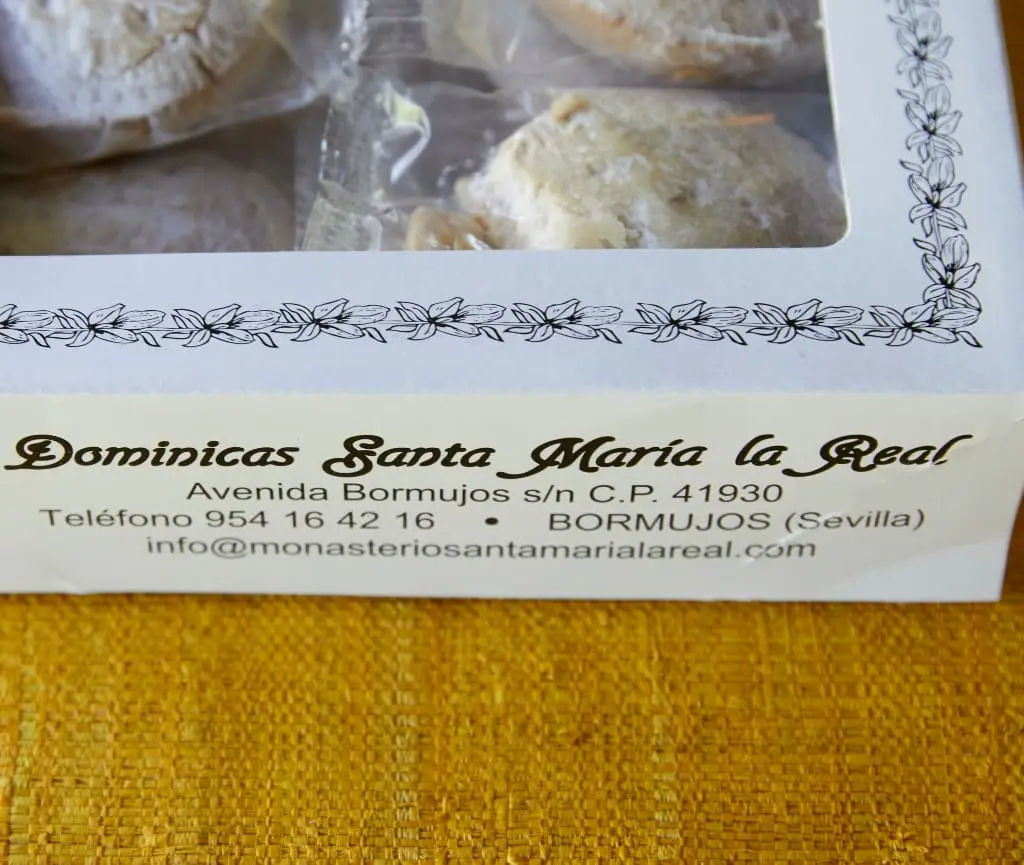 Dominicas Santa María la Real
Avenida Bormujos s/n C.P. 41930
Teléfono 954 16 42 16 • BORMUJOS (Sevilla)
info@monasteriosantamarialareal.com